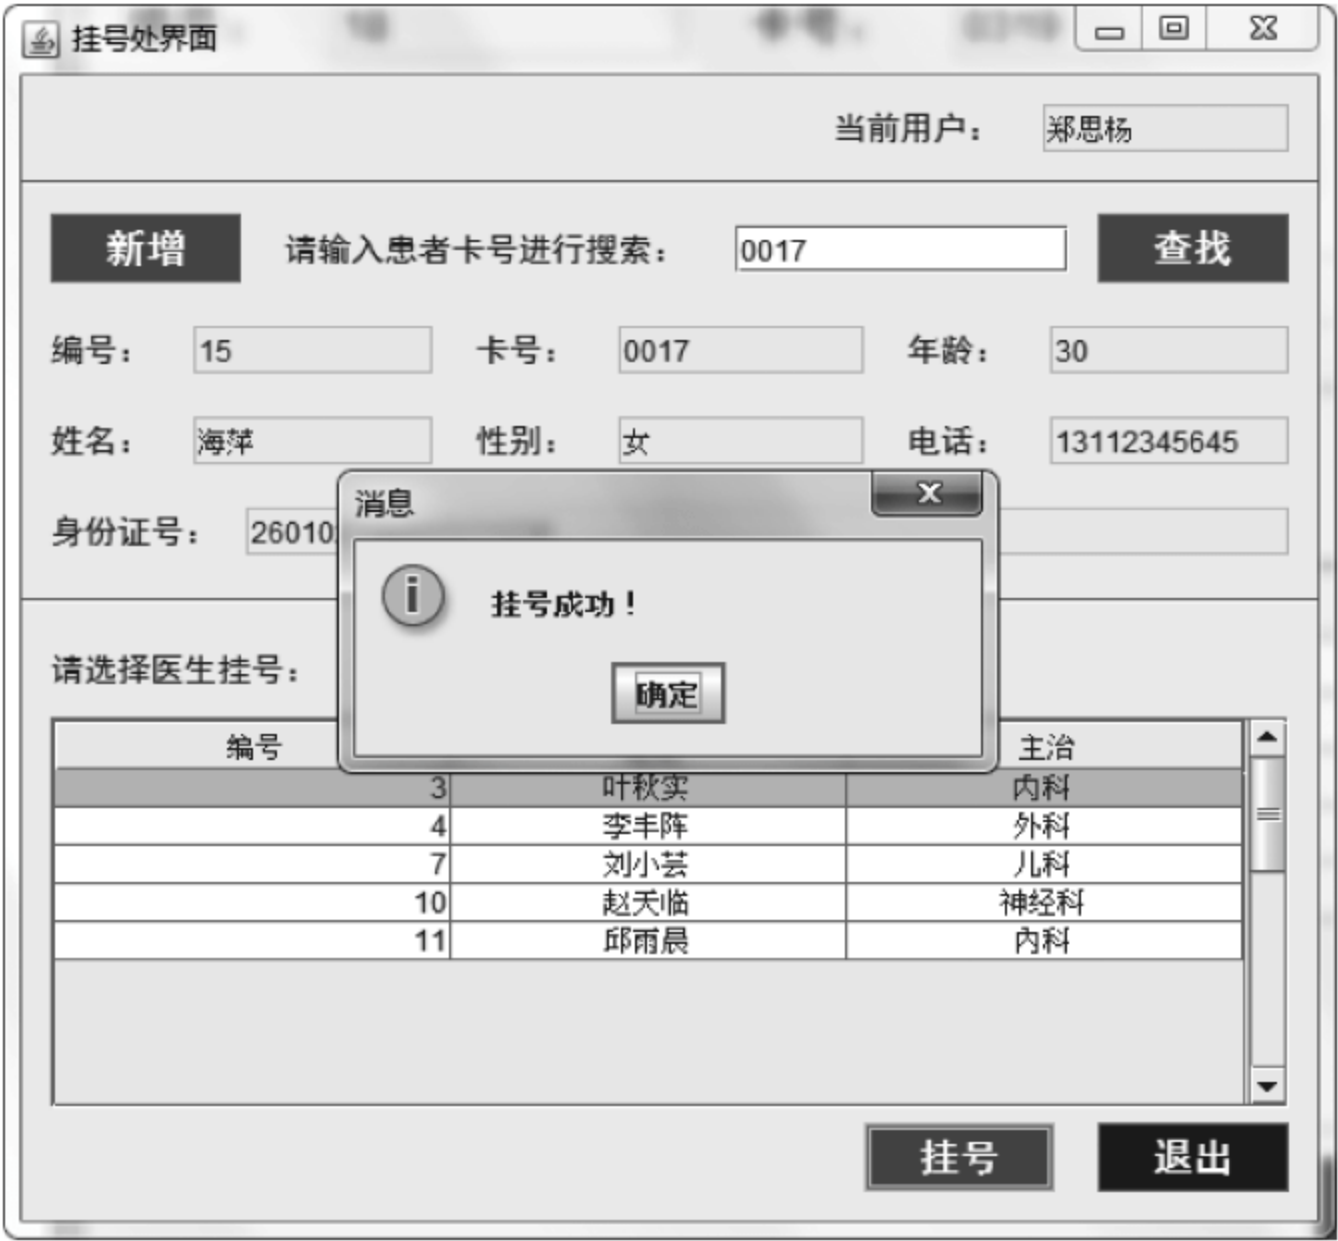 挂号处界面
当前用户： 郑思杨
新增 请输入患者卡号进行搜索： 0017 查找
编号： 15 卡号： 0017 年龄： 30
姓名： 海萍 性别： 女 电话： 13112345645
身份证号： 26010
消息
挂号成功！
确定
请选择医生挂号：
编号 主治
3 叶秋实 内科
4 李丰阵 外科
7 刘小芸 儿科
10 赵天临 神经科
11 邱雨晨 内科
挂号 退出